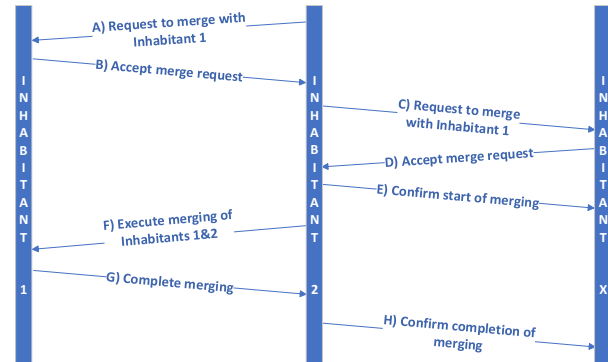 A) Request to merge with
Inhabitant 1
B) Accept merge request
C) Request to merge
with Inhabitant 1
D) Accept merge request
E) Confirm start of merging
F) Execute merging of
Inhabitants 1&2
G) Complete merging
H) Confirm completion of
merging
INHABITANT 1
INHABITANT 2
INHABITANT X